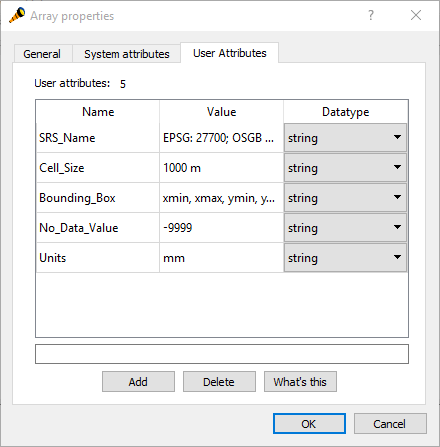 Array properties
General System attributes User Attributes
User attributes: 5
Name Value Datatype
SRS_Name EPSG: 27700; OSGB ... string
Cell_Size 1000 m string
Bounding_Box xmin, xmax, ymin, y... string
No_Data_Value -9999 string
Units mm string
Add Delete What's this
OK Cancel